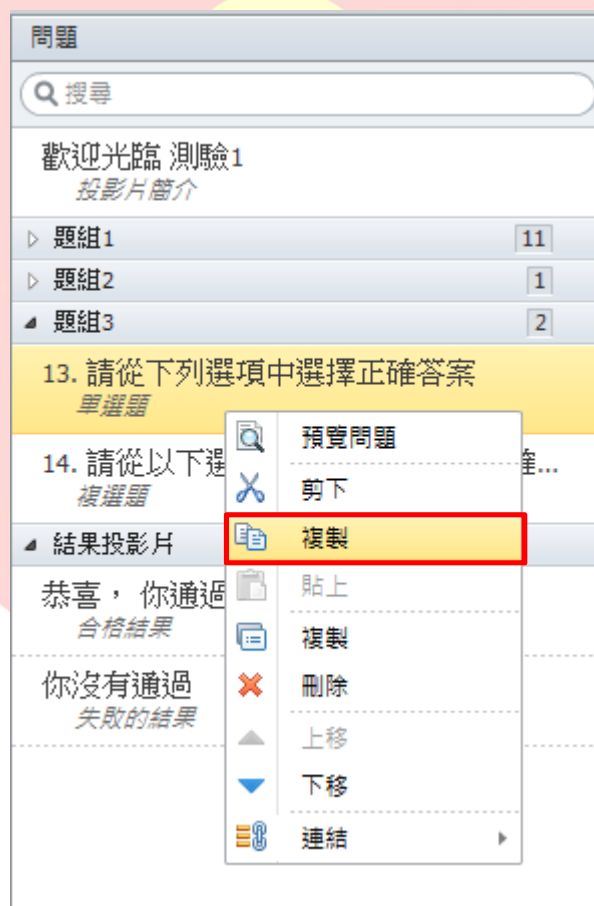 問題
搜尋
歡迎光臨 測驗1
投影片簡介
題組1 11
題組2 1
題組3 2
13. 請從下列選項中選擇正確答案
單選題
14. 請從以下選 確...
複選題
結果投影片
恭喜， 你通過
合格結果
你沒有通過
失敗的結果
預覽問題
剪下
複製
貼上
複製
刪除
上移
下移
連結